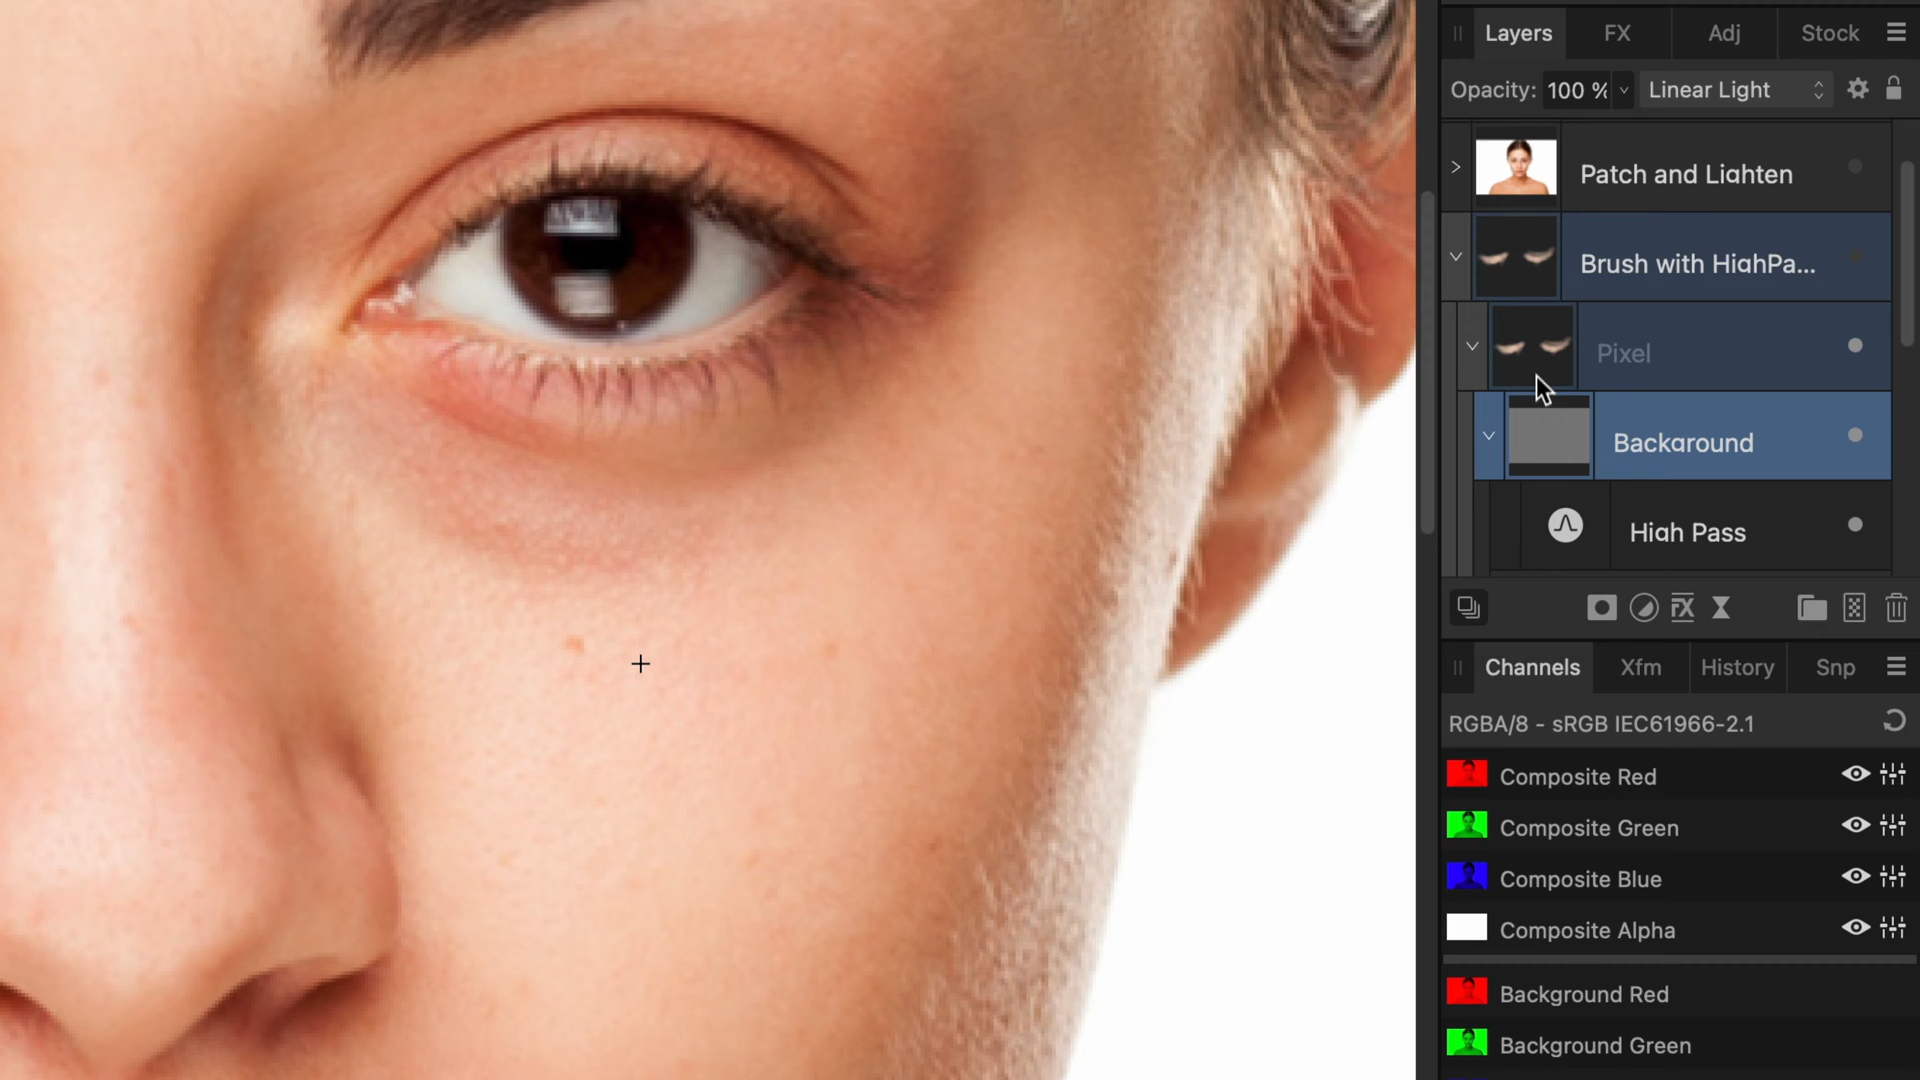 Layers FX Adj Stock
Opacity: 100 % Linear Light
Patch and Lighten
Brush with HighPa...
Pixel
Background
High Pass
FX
Channels Xfm History Snp
RGBA/8 - sRGB IEC61966-2.1
Composite Red
Composite Green
Composite Blue
Composite Alpha
Background Red
Background Green